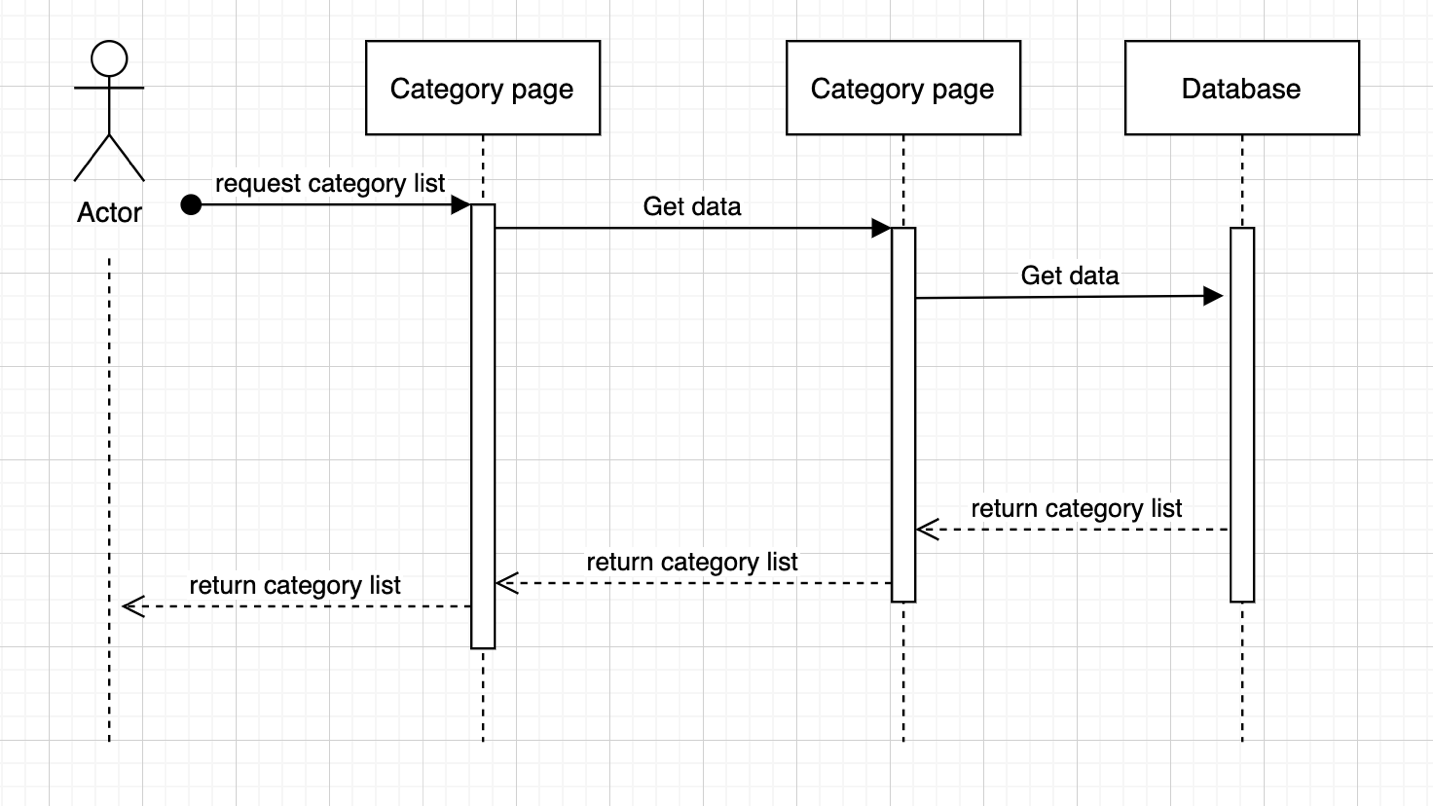 Category page
Category page
Database
Actor
request category list
Get data
Get data
return category list
return category list
return category list